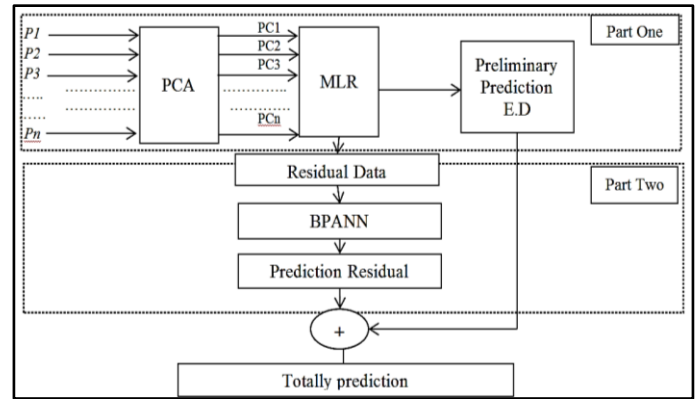 P1
P2
P3
.....
.....
Pn
PCA
PC1
PC2
PC3
PCn
MLR
Preliminary
Prediction
E.D
Part One
Residual Data
BPANN
Prediction Residual
Part Two
+
Totally prediction